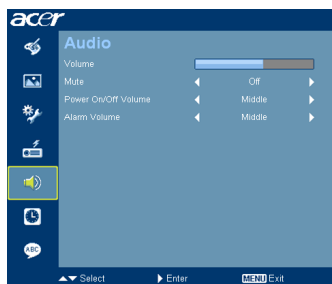 acer
Audio
Volume
Mute Off
Power On/Off Volume Middle
Alarm Volume Middle
ABC
Select Enter MENU Exit